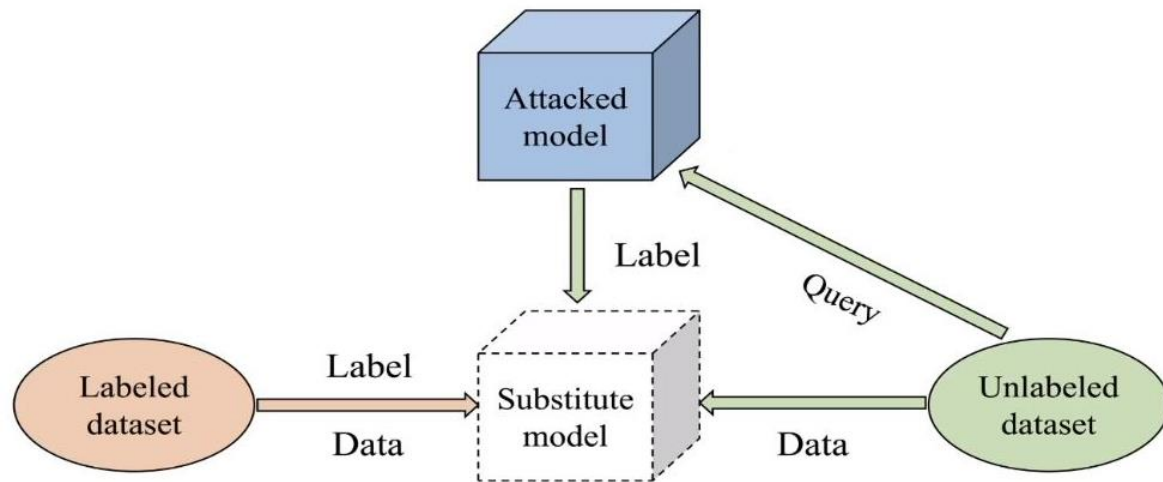 Attacked
model
Label
Query
Labeled
dataset
Label
Data
Substitute
model
Data
Unlabeled
dataset